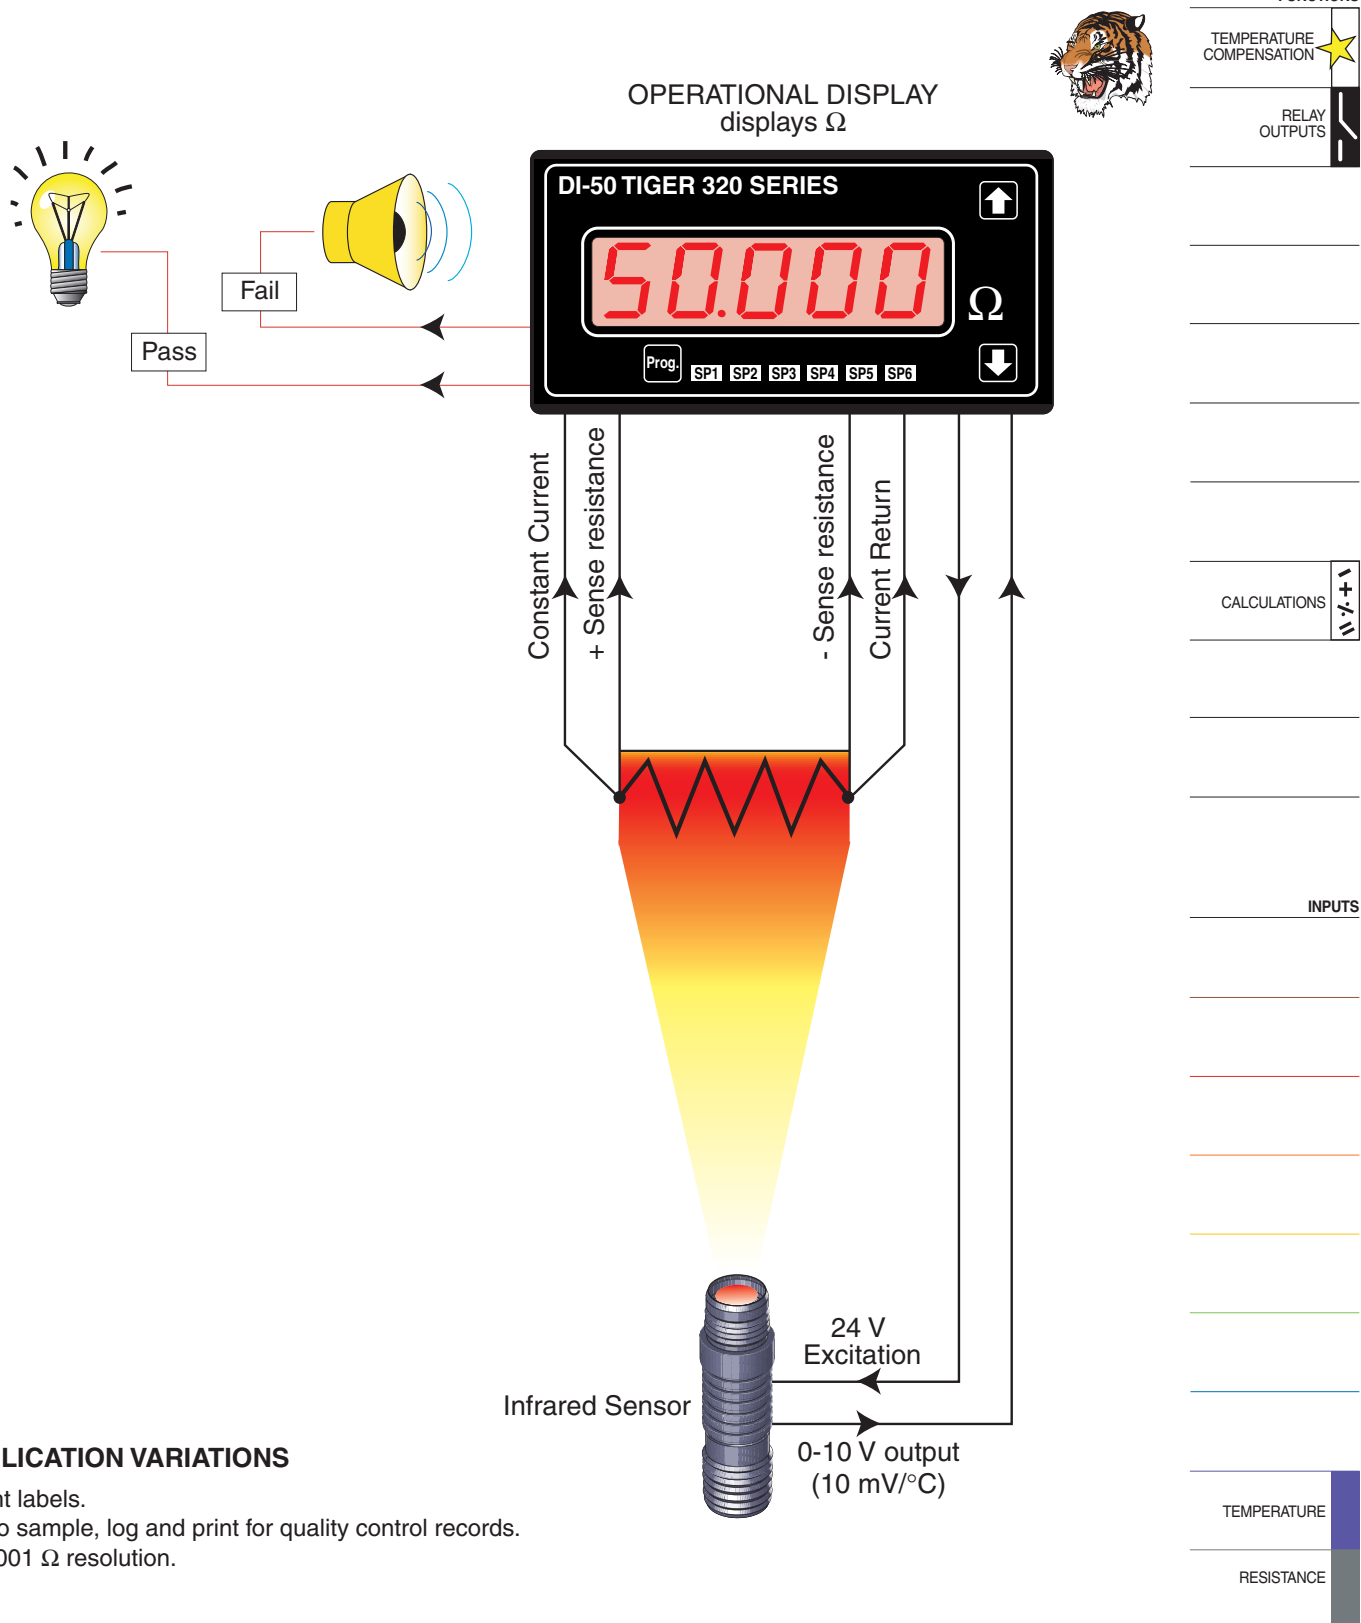 FUNCTIONS
TEMPERATURE
COMPENSATION
RELAY
OUTPUTS
OPERATIONAL DISPLAY
displays Ω
DI-50 TIGER 320 SERIES
50.000
Ω
Prog.
SP1 SP2 SP3 SP4 SP5 SP6
Fail
Pass
Constant Current
+ Sense resistance
- Sense resistance
Current Return
CALCULATIONS
INPUTS
24 V
Excitation
Infrared Sensor
0-10 V output
(10 mV/°C)
LICATION VARIATIONS
labels.
sample, log and print for quality control records.
001 Ω resolution.
TEMPERATURE
RESISTANCE